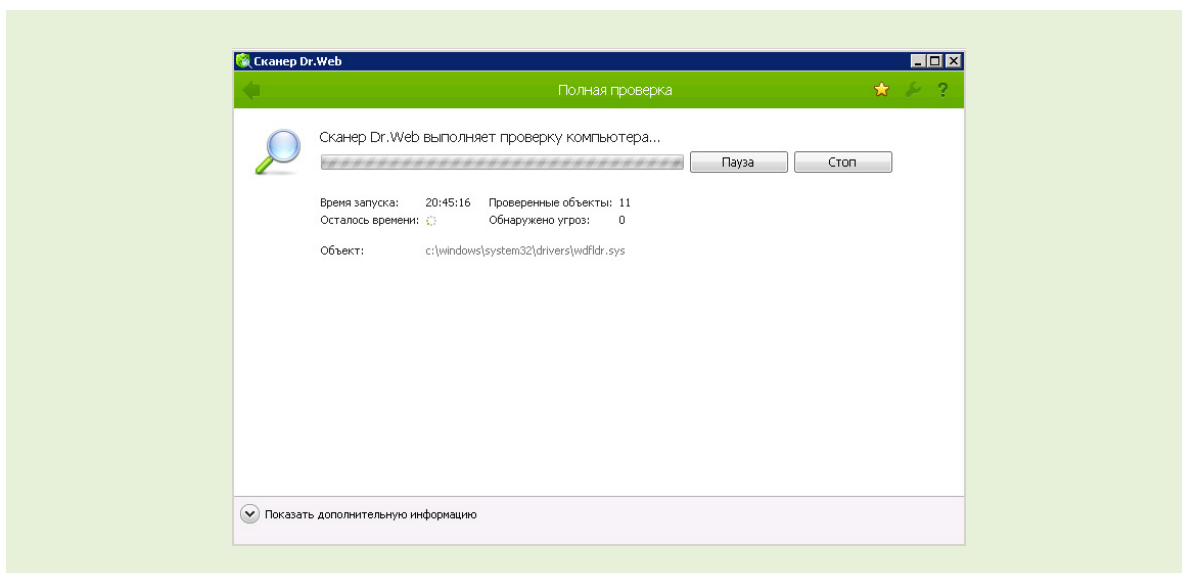 Сканер Dr.Web
Полная проверка
?
Сканер Dr.Web выполняет проверку компьютера...
Пауза
Стоп
Время запуска: 20:45:16 Проверенные объекты: 11
Осталось времени: Обнаружено угроз: 0
Объект: c:\windows\system32\drivers\wdfldr.sys
Показать дополнительную информацию